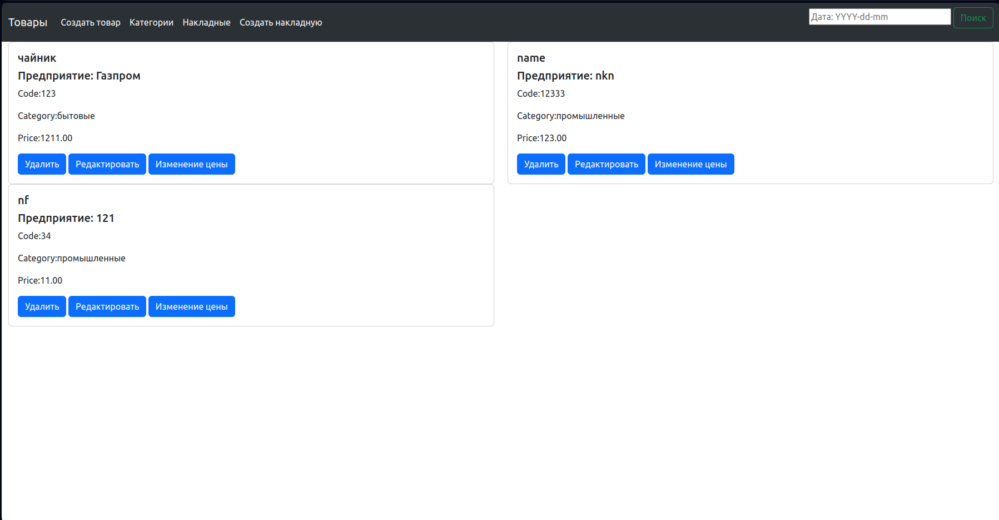 Товары Создать товар Категории Накладные Создать накладную Дата: YYYY-dd-mm Поиск
чайник
Предприятие: Газпром
Code:123
Category:бытовые
Price:1211.00
Удалить Редактировать Изменение цены
name
Предприятие: nkn
Code:12333
Category:промышленные
Price:123.00
Удалить Редактировать Изменение цены
nf
Предприятие: 121
Code:34
Category:промышленные
Price:11.00
Удалить Редактировать Изменение цены